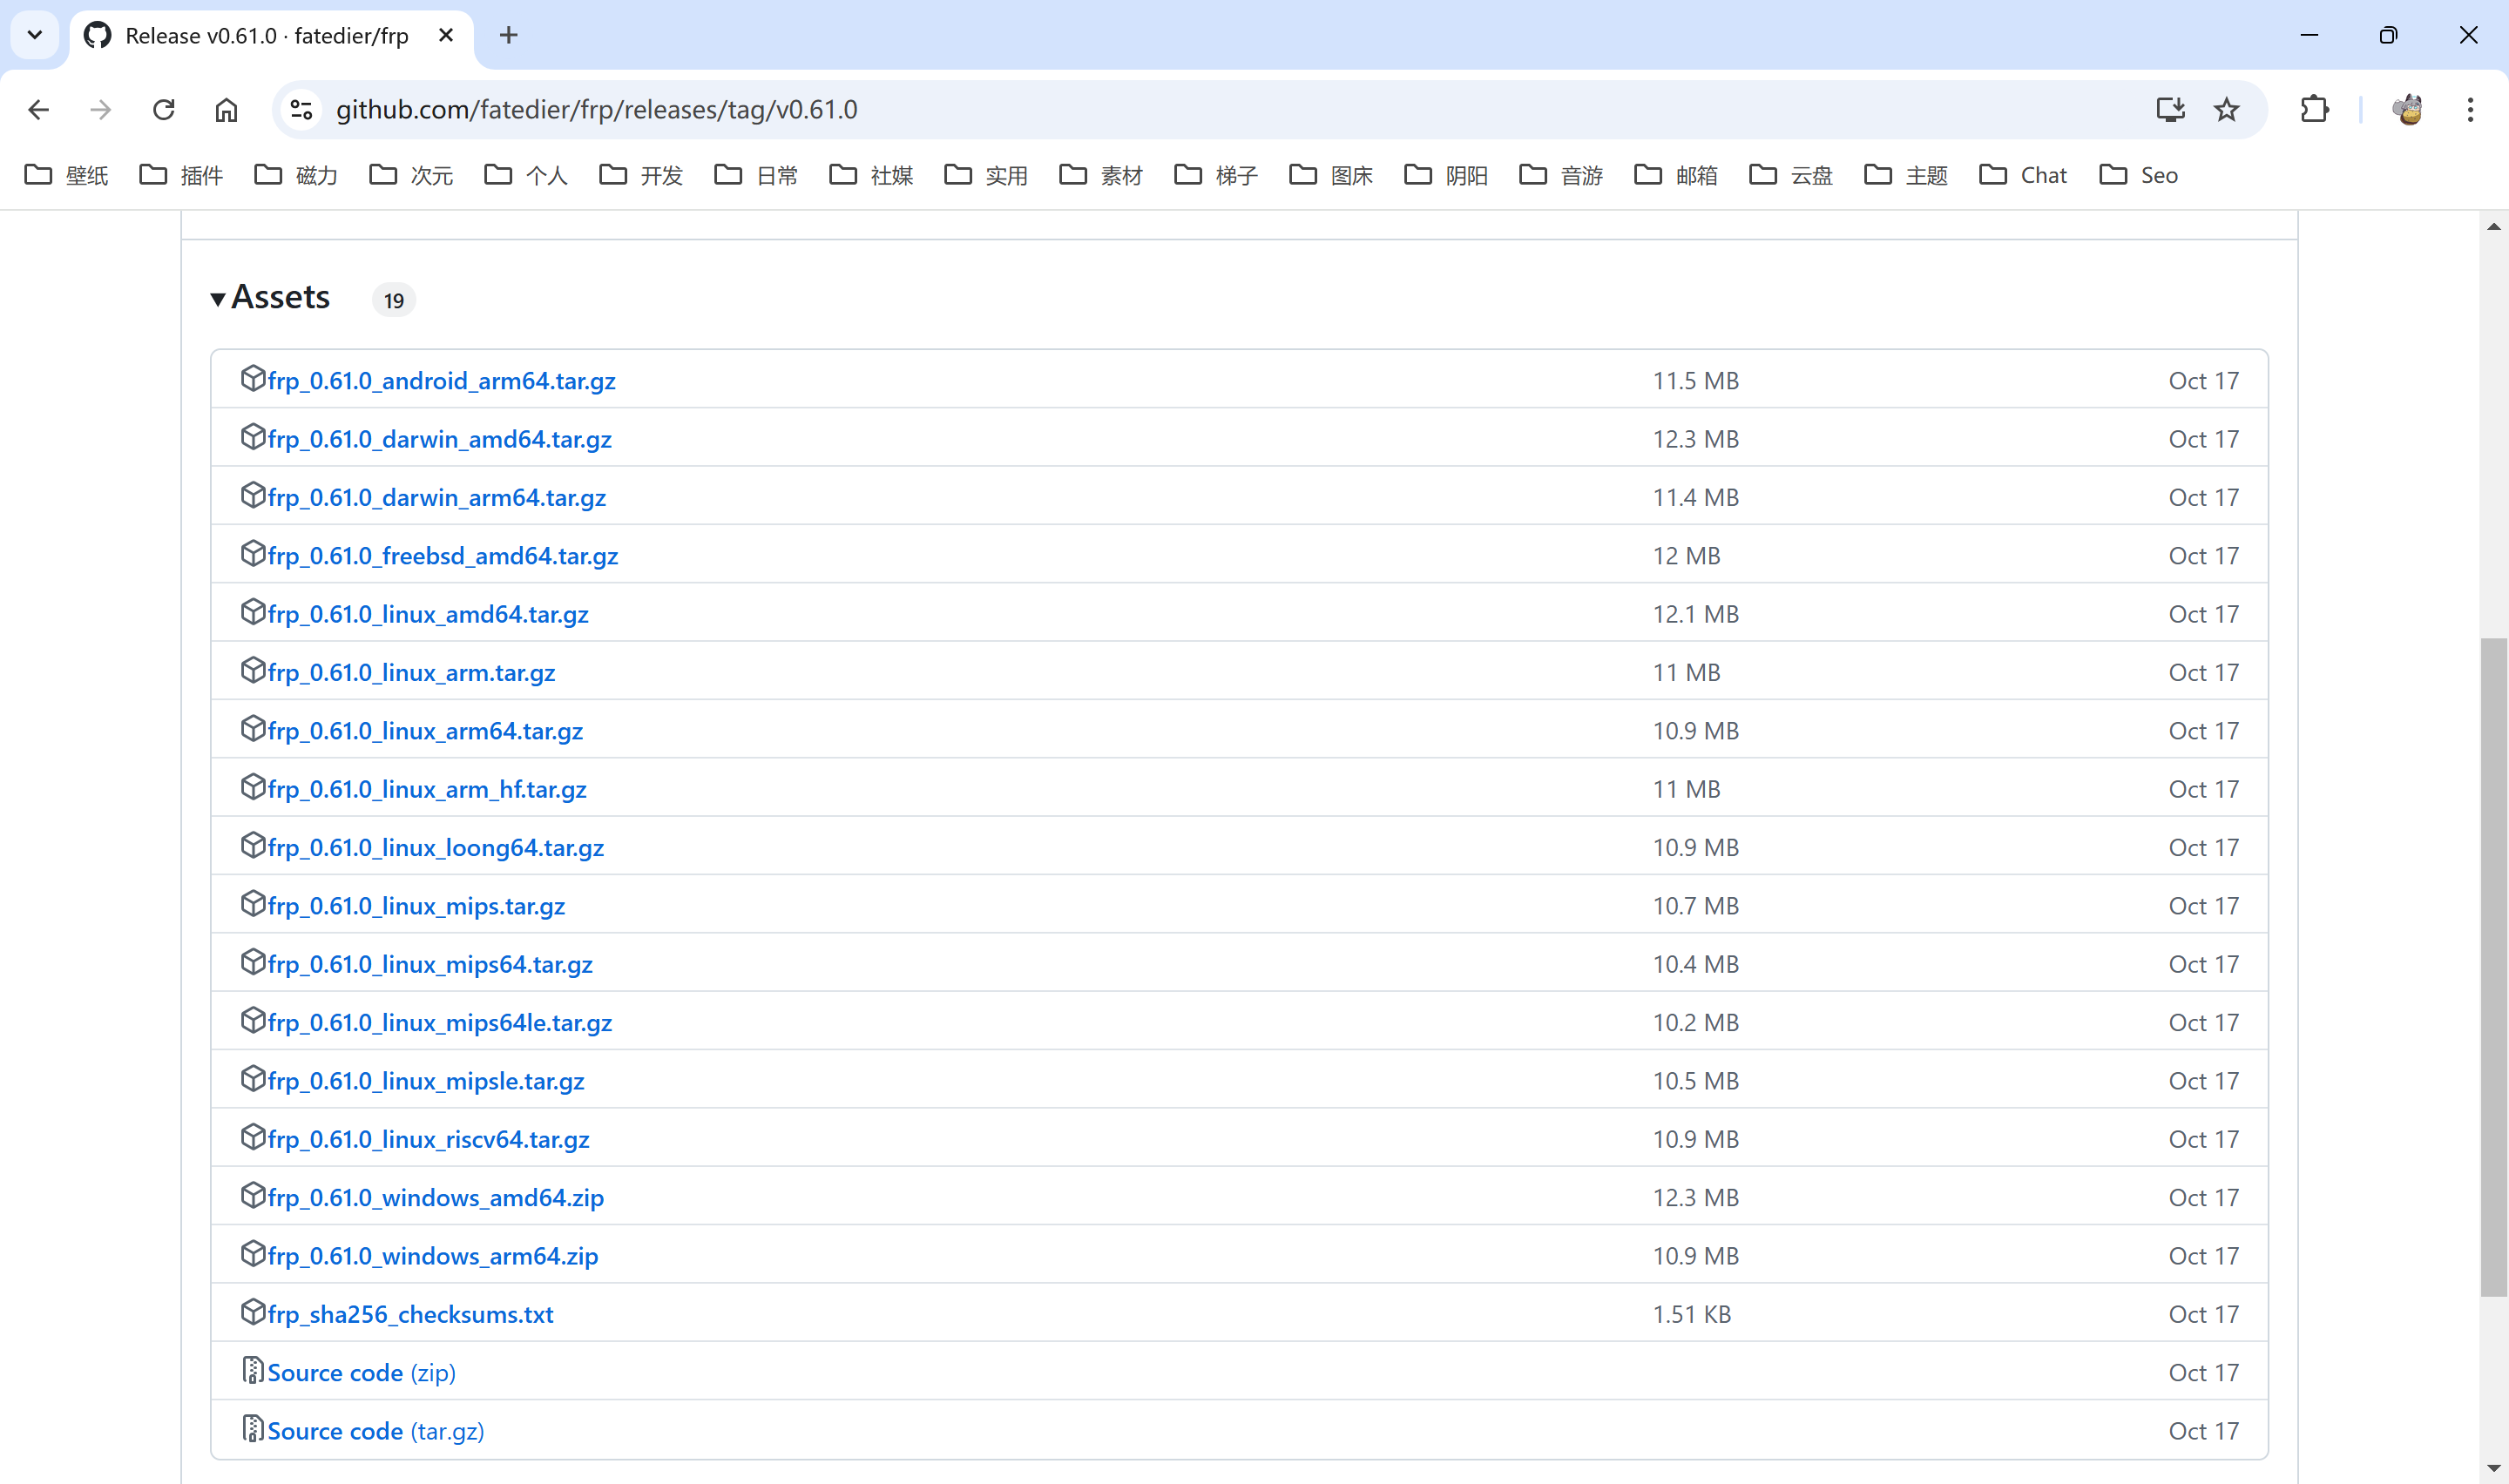 Release v0.61.0 · fatedier/frp
github.com/fatedier/frp/releases/tag/v0.61.0
壁纸 插件 磁力 次元 个人 开发 日常 社媒 实用 素材 梯子 图床 阴阳 音游 邮箱 云盘 主题 Chat Seo
Assets 19
frp_0.61.0_android_arm64.tar.gz 11.5 MB Oct 17
frp_0.61.0_darwin_amd64.tar.gz 12.3 MB Oct 17
frp_0.61.0_darwin_arm64.tar.gz 11.4 MB Oct 17
frp_0.61.0_freebsd_amd64.tar.gz 12 MB Oct 17
frp_0.61.0_linux_amd64.tar.gz 12.1 MB Oct 17
frp_0.61.0_linux_arm.tar.gz 11 MB Oct 17
frp_0.61.0_linux_arm64.tar.gz 10.9 MB Oct 17
frp_0.61.0_linux_arm_hf.tar.gz 11 MB Oct 17
frp_0.61.0_linux_loong64.tar.gz 10.9 MB Oct 17
frp_0.61.0_linux_mips.tar.gz 10.7 MB Oct 17
frp_0.61.0_linux_mips64.tar.gz 10.4 MB Oct 17
frp_0.61.0_linux_mips64le.tar.gz 10.2 MB Oct 17
frp_0.61.0_linux_mipsle.tar.gz 10.5 MB Oct 17
frp_0.61.0_linux_riscv64.tar.gz 10.9 MB Oct 17
frp_0.61.0_windows_amd64.zip 12.3 MB Oct 17
frp_0.61.0_windows_arm64.zip 10.9 MB Oct 17
frp_sha256_checksums.txt 1.51 KB Oct 17
Source code (zip) Oct 17
Source code (tar.gz) Oct 17